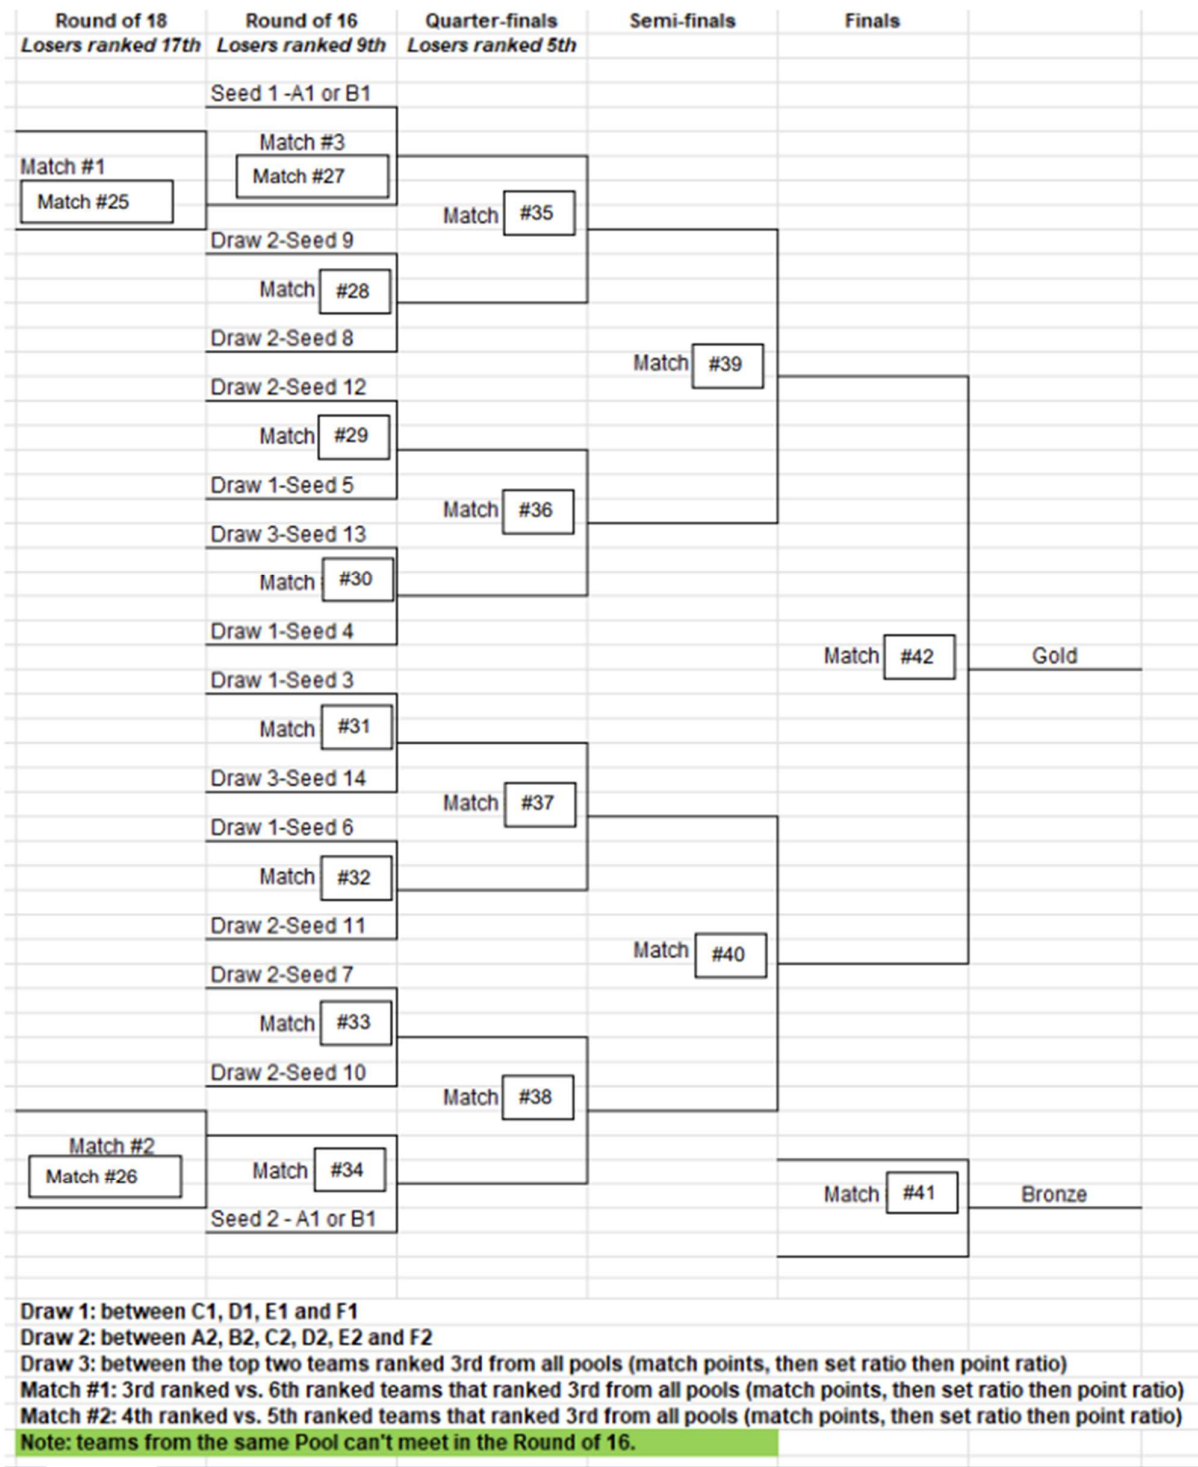 Round of 18 Round of 16 Quarter-finals Semi-finals Finals
Losers ranked 17th Losers ranked 9th Losers ranked 5th
Seed 1 -A1 or B1
Match #3
Match #27
Match #1
Match #25
Match #35
Draw 2-Seed 9
Match #28
Draw 2-Seed 8
Match #39
Draw 2-Seed 12
Match #29
Draw 1-Seed 5
Match #36
Draw 3-Seed 13
Match #30
Draw 1-Seed 4
Match #42 Gold
Draw 1-Seed 3
Match #31
Draw 3-Seed 14
Match #37
Draw 1-Seed 6
Match #32
Draw 2-Seed 11
Match #40
Draw 2-Seed 7
Match #33
Draw 2-Seed 10
Match #38
Match #2
Match #26
Match #34
Match #41 Bronze
Seed 2 - A1 or B1
Draw 1: between C1, D1, E1 and F1
Draw 2: between A2, B2, C2, D2, E2 and F2
Draw 3: between the top two teams ranked 3rd from all pools (match points, then set ratio then point ratio)
Match #1: 3rd ranked vs. 6th ranked teams that ranked 3rd from all pools (match points, then set ratio then point ratio)
Match #2: 4th ranked vs. 5th ranked teams that ranked 3rd from all pools (match points, then set ratio then point ratio)
Note: teams from the same Pool can't meet in the Round of 16.